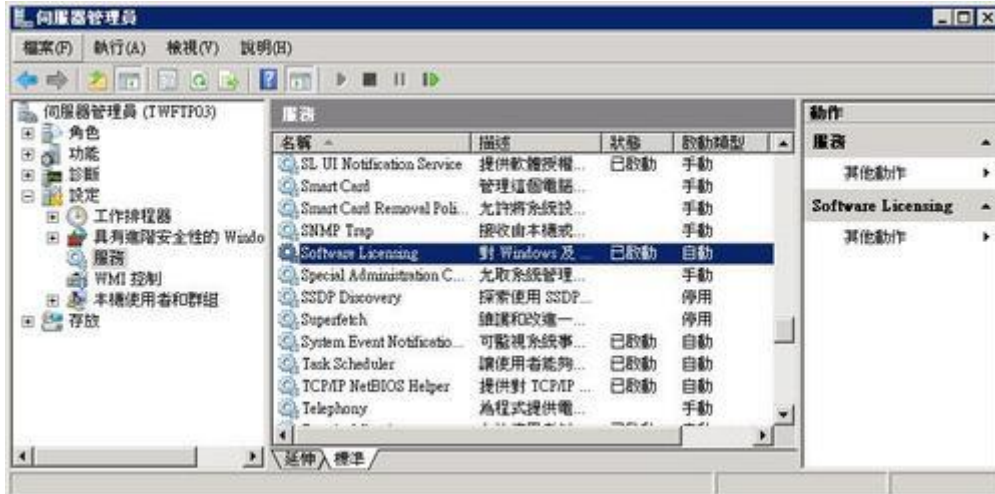 伺服器管理員
檔案(F) 執行(A) 檢視(V) 說明(H)
伺服器管理員 (TWFTP03)
角色
功能
診斷
設定
工作排程器
具有進階安全性的 Windo
服務
WMI 控制
本機使用者和群組
存放
服務
名稱 描述 狀態 啟動類型
SL UI Notification Service 提供軟體授權... 已啟動 手動
Smart Card 管理這個電腦... 手動
Smart Card Removal Poli... 允許將系統設... 手動
SNMP Trap 接收由本機或... 手動
Software Licensing 對 Windows 及 ... 已啟動 自動
Special Administration C... 允取系統管理... 手動
SSDP Discovery 探索使用 SSDP... 停用
Superfetch 維護和改進一... 停用
System Event Notificatio... 可監視系統事... 已啟動 自動
Task Scheduler 讓使用者能夠... 已啟動 自動
TCP/IP NetBIOS Helper 提供對 TCP/IP ... 已啟動 自動
Telephony 為程式提供電... 手動
延伸 標準
動作
服務
其他動作
Software Licensing
其他動作